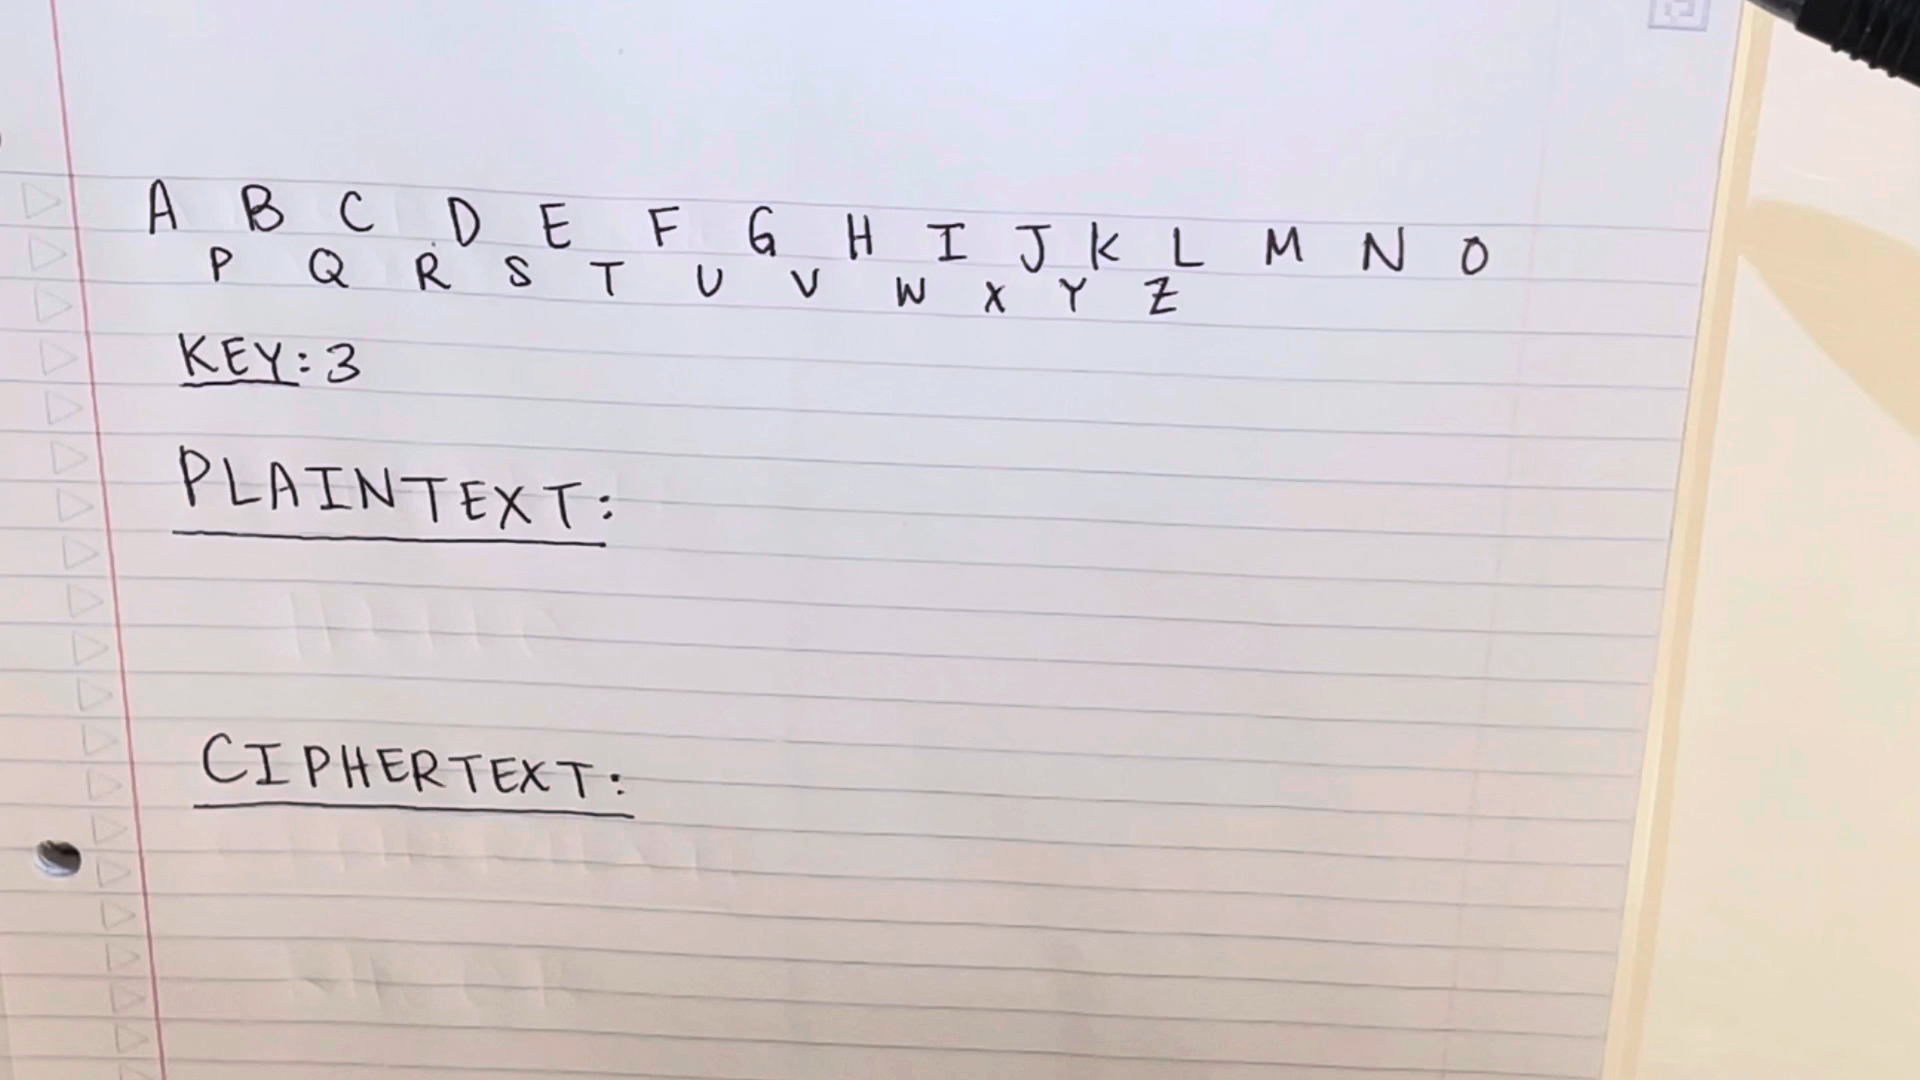 A B C D E F G H I J K L M N O
P Q R S T U V W X Y Z
KEY: 3
PLAINTEXT:
CIPHERTEXT: